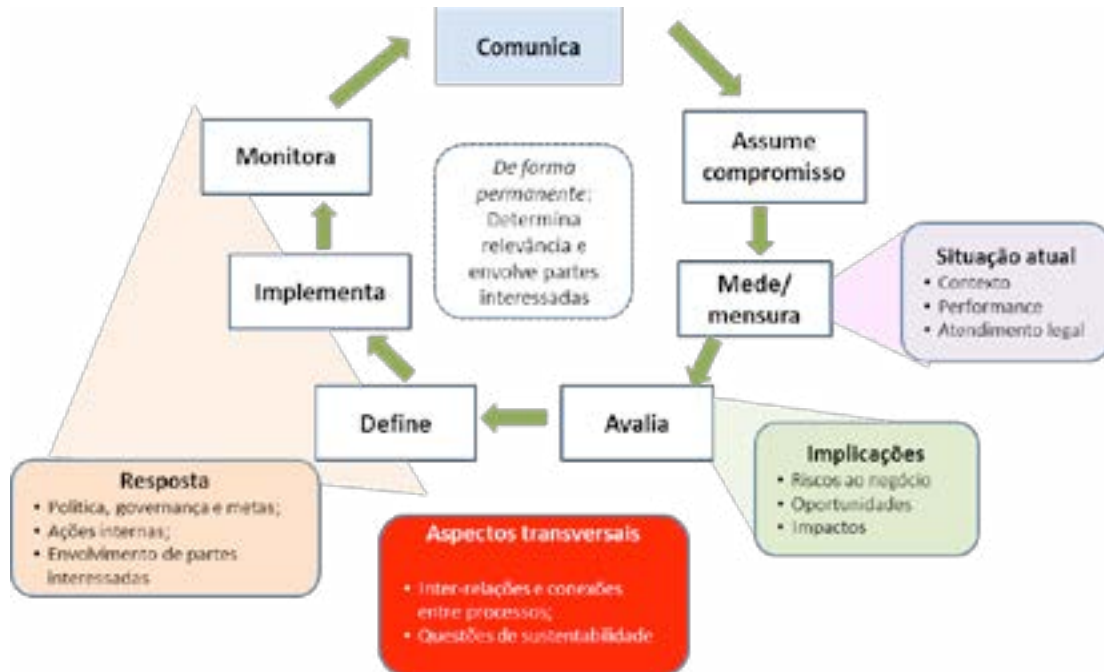 Comunica
Monitora
Assume
compromisso
De forma
permanente:
Determina
relevância e
envolve partes
interessadas
Implementa
Mede/
mensura
Situação atual
• Contexto
• Performance
• Atendimento legal
Define
Avalia
Implicações
• Riscos ao negócio
• Oportunidades
• Impactos
Resposta
• Política, governança e metas;
• Ações internas;
• Envolvimento de partes
interessadas
Aspectos transversais
• Inter-relações e conexões
entre processos;
• Questões de sustentabilidade